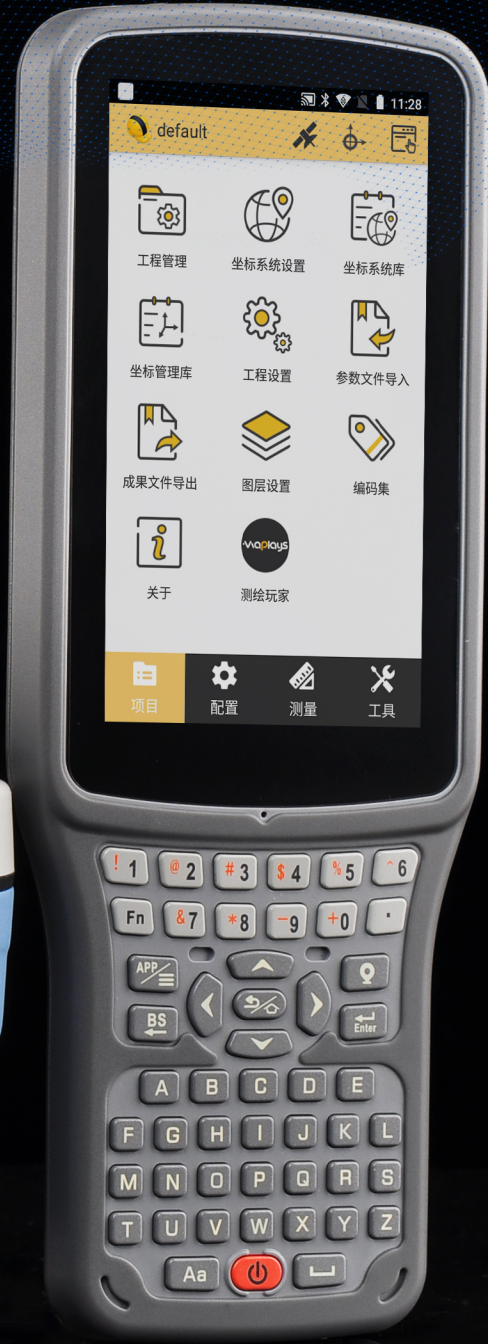 11:28
default
工程管理
坐标系统设置
坐标系统库
坐标管理库
工程设置
参数文件导入
成果文件导出
图层设置
编码集
关于
maplays
测绘玩家
项目
配置
测量
工具
! 1 @ 2 # 3 $ 4 % 5 ^ 6
Fn & 7 * 8 - 9 + 0 .
APP
BS
Enter
A B C D E
F G H I J K L
M N O P Q R S
T U V W X Y Z
Aa